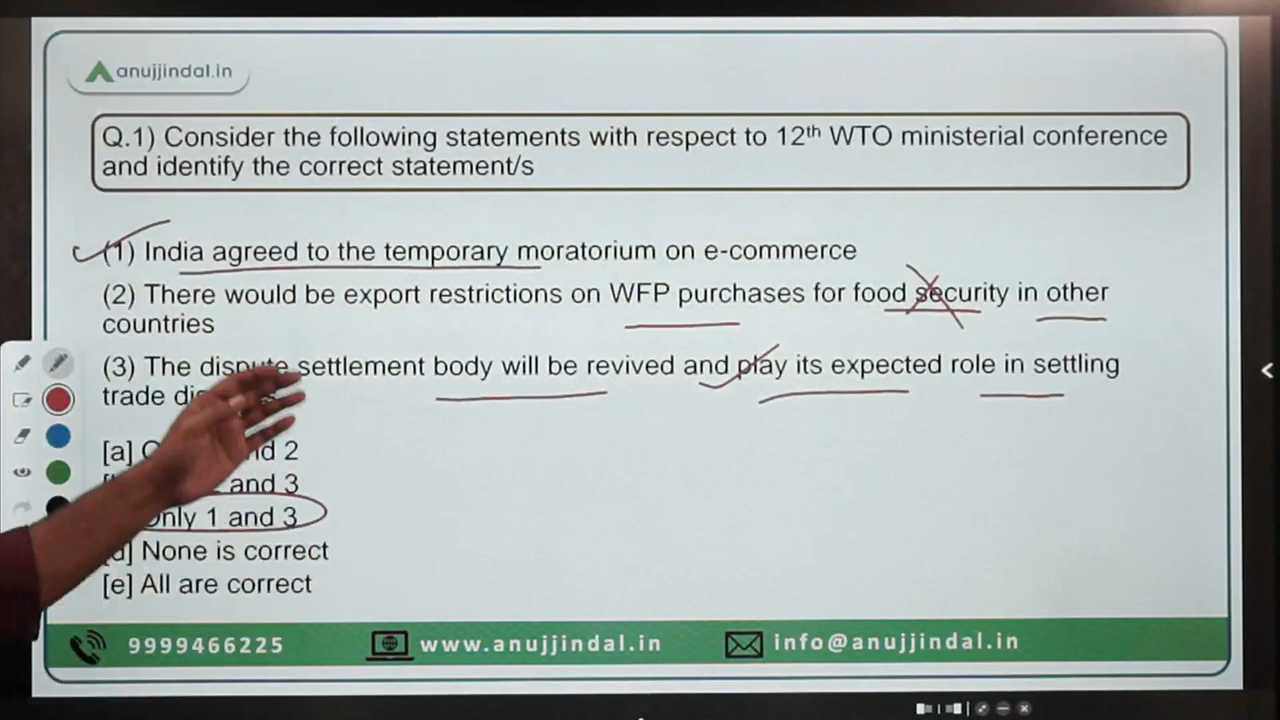 anujjindal.in
Q.1) Consider the following statements with respect to 12th WTO ministerial conference
and identify the correct statement/s
(1) India agreed to the temporary moratorium on e-commerce
(2) There would be export restrictions on WFP purchases for food security in other
countries
(3) The dispute settlement body will be revived and play its expected role in settling
trade
[a] 2
and 3
Only 1 and 3
[d] None is correct
[e] All are correct
9999466225 www.anujjindal.in info@anujjindal.in